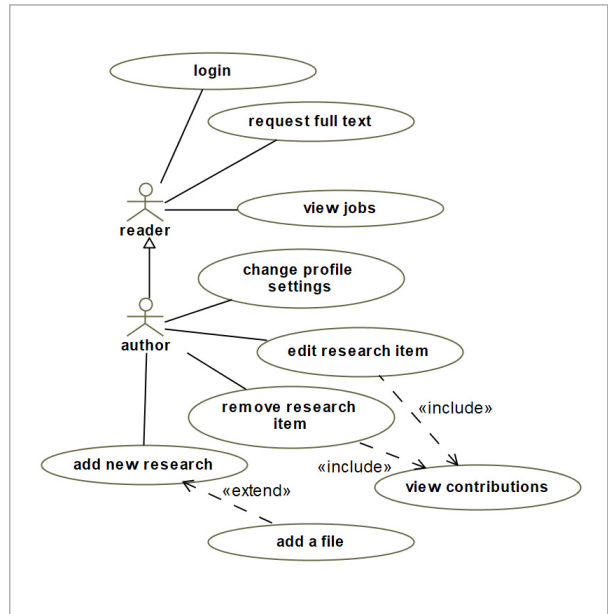 login
request full text
view jobs
reader
change profile
settings
author
edit research item
remove research
item
«include»
add new research
«include»
view contributions
«extend»
add a file